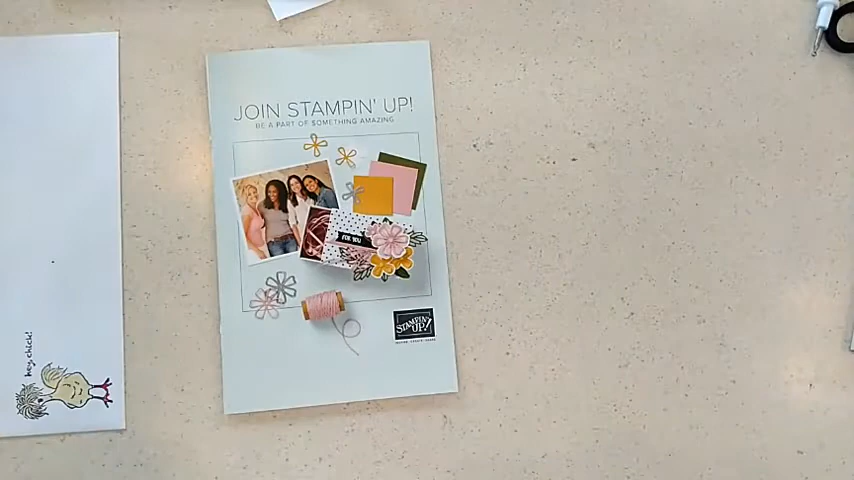 JOIN STAMPIN' UP!
BE A PART OF SOMETHING AMAZING
FOR YOU
STAMPIN' UP!
hey, chick!